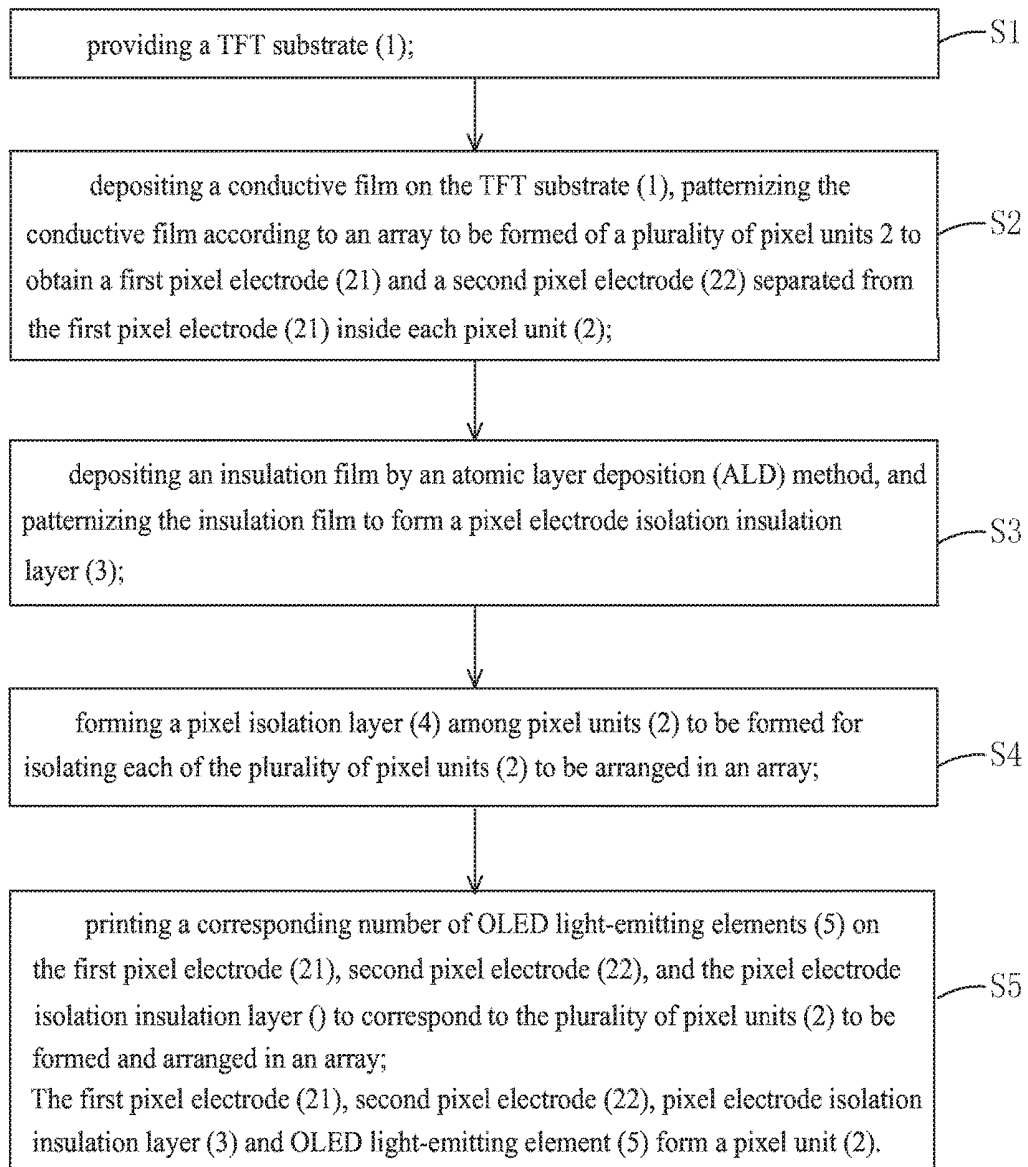 providing a TFT substrate (1);
S1
depositing a conductive film on the TFT substrate (1), patternizing the
conductive film according to an array to be formed of a plurality of pixel units 2 to
obtain a first pixel electrode (21) and a second pixel electrode (22) separated from
the first pixel electrode (21) inside each pixel unit (2);
S2
depositing an insulation film by an atomic layer deposition (ALD) method, and
patternizing the insulation film to form a pixel electrode isolation insulation
layer (3);
S3
forming a pixel isolation layer (4) among pixel units (2) to be formed for
isolating each of the plurality of pixel units (2) to be arranged in an array;
S4
printing a corresponding number of OLED light-emitting elements (5) on
the first pixel electrode (21), second pixel electrode (22), and the pixel electrode
isolation insulation layer () to correspond to the plurality of pixel units (2) to be
formed and arranged in an array;
The first pixel electrode (21), second pixel electrode (22), pixel electrode isolation
insulation layer (3) and OLED light-emitting element (5) form a pixel unit (2).
S5